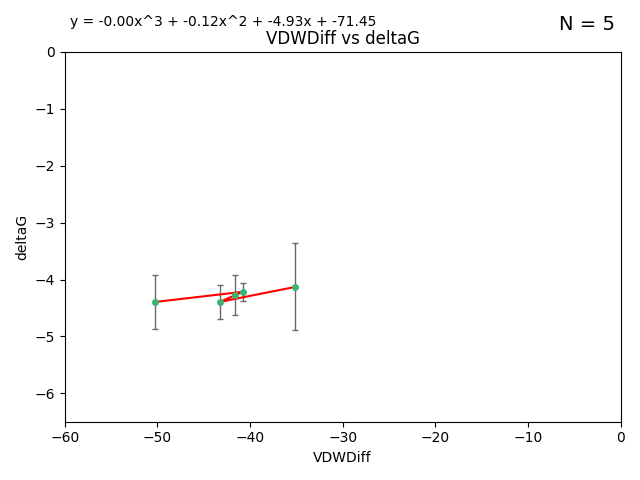 y = -0.00x^3 + -0.12x^2 + -4.93x + -71.45
N = 5
VDWDiff vs deltaG
0
−1
−2
−3
−4
−5
−6
deltaG
−60 −50 −40 −30 −20 −10 0
VDWDiff